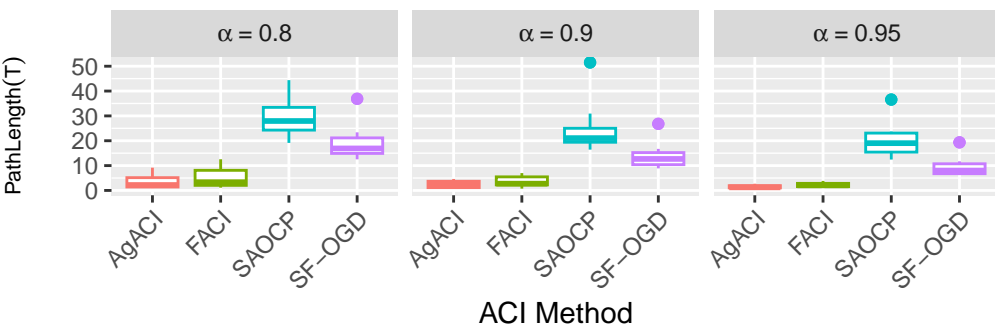 α = 0.8
α = 0.9
α = 0.95
PathLength(T)
50
40
30
20
10
0
AgACI
FACI
SAOCP
SF−OGD
AgACI
FACI
SAOCP
SF−OGD
AgACI
FACI
SAOCP
SF−OGD
ACI Method